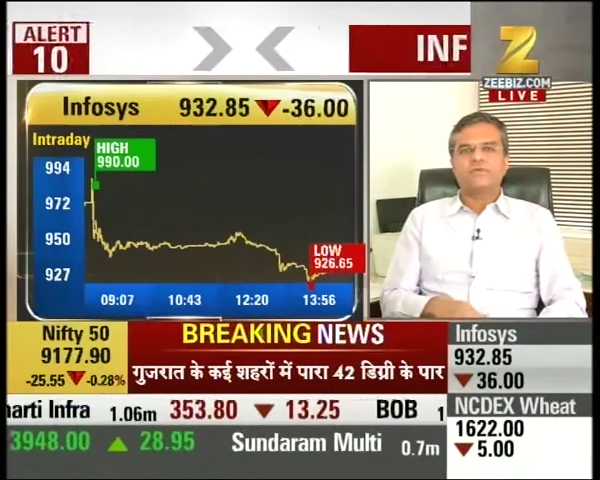 ALERT
10
INF
Z
ZEEBIZ.COM
LIVE
Infosys 932.85 -36.00
Intraday
HIGH
990.00
994
972
950
927
LOW
926.65
09:07 10:43 12:20 13:56
Nifty 50
9177.90
-25.55 -0.28%
BREAKING NEWS
गुजरात के कई शहरों में पारा 42 डिग्री के पार
Infosys
932.85
36.00
arti Infra 1.06m 353.80 13.25 BOB 1
3948.00 28.95 Sundaram Multi 0.7m
NCDEX Wheat
1622.00
5.00